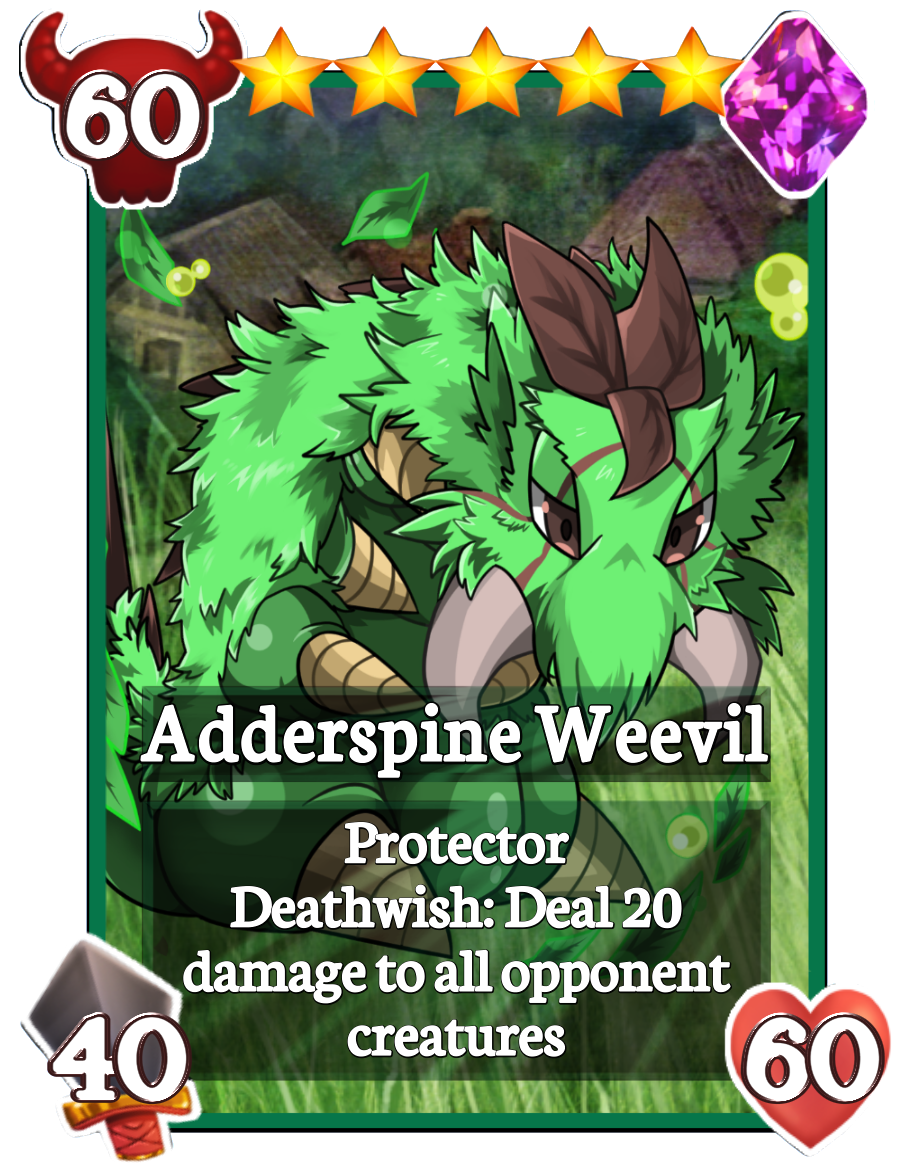 60
Adderspine Weevil
Protector
Deathwish: Deal 20
damage to all opponent
creatures
40
60